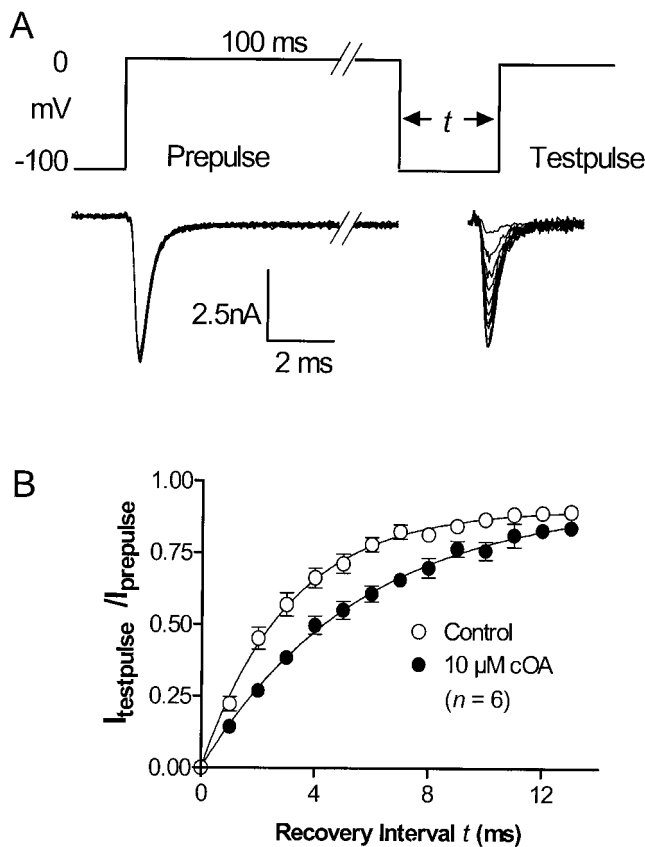 A
100 ms
0
mV
-100
t
Prepulse
Testpulse
2.5nA
2 ms
B
1.00
0.75
0.50
0.25
0.00
Itestpulse /Iprepulse
Control
10 µM cOA
(n = 6)
0
4
8
12
Recovery Interval t (ms)